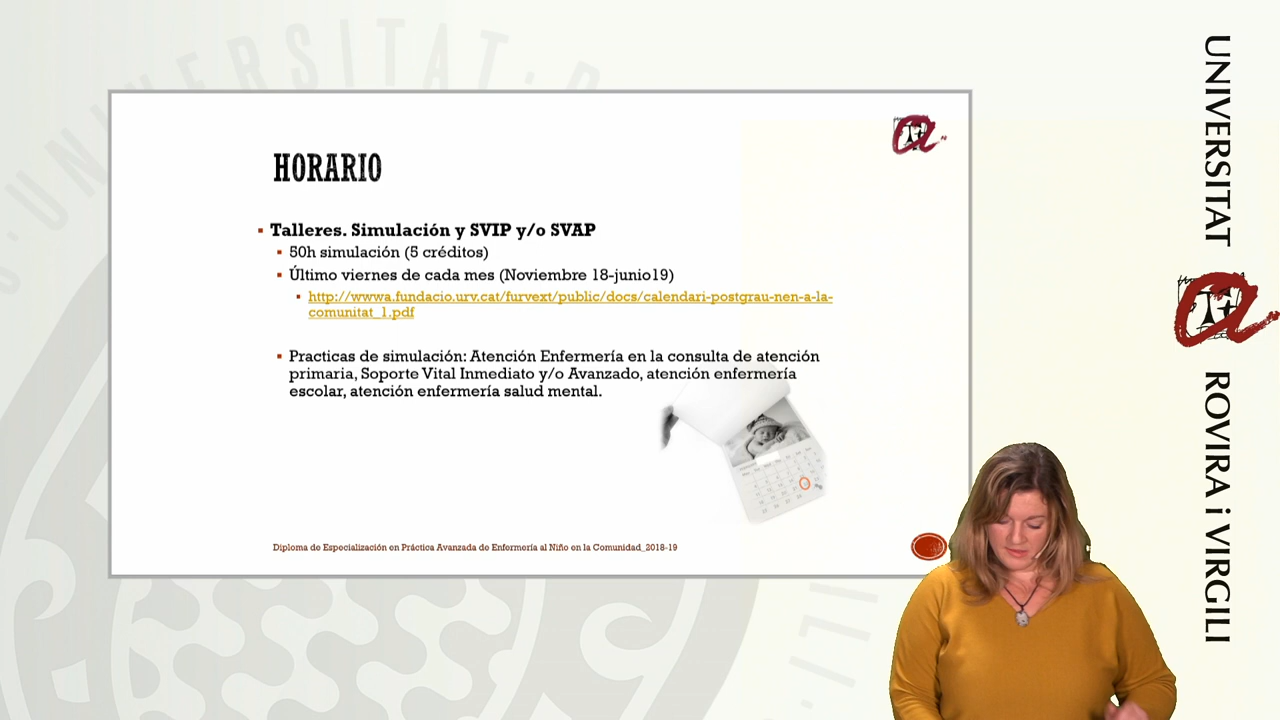 HORARIO
Talleres. Simulación y SVIP y/o SVAP
50h simulación (5 créditos)
Último viernes de cada mes (Noviembre 18-junio19)
http://wwwa.fundacio.urv.cat/furvext/public/docs/calendari-postgrau-nen-a-la-
comunitat_1.pdf
Practicas de simulación: Atención Enfermería en la consulta de atención
primaria, Soporte Vital Inmediato y/o Avanzado, atención enfermería
escolar, atención enfermería salud mental.
Diploma de Especialización en Práctica Avanzada de Enfermería al Niño en la Comunidad_2018-19
UNIVERSITAT
ROVIRA i VIRGILI